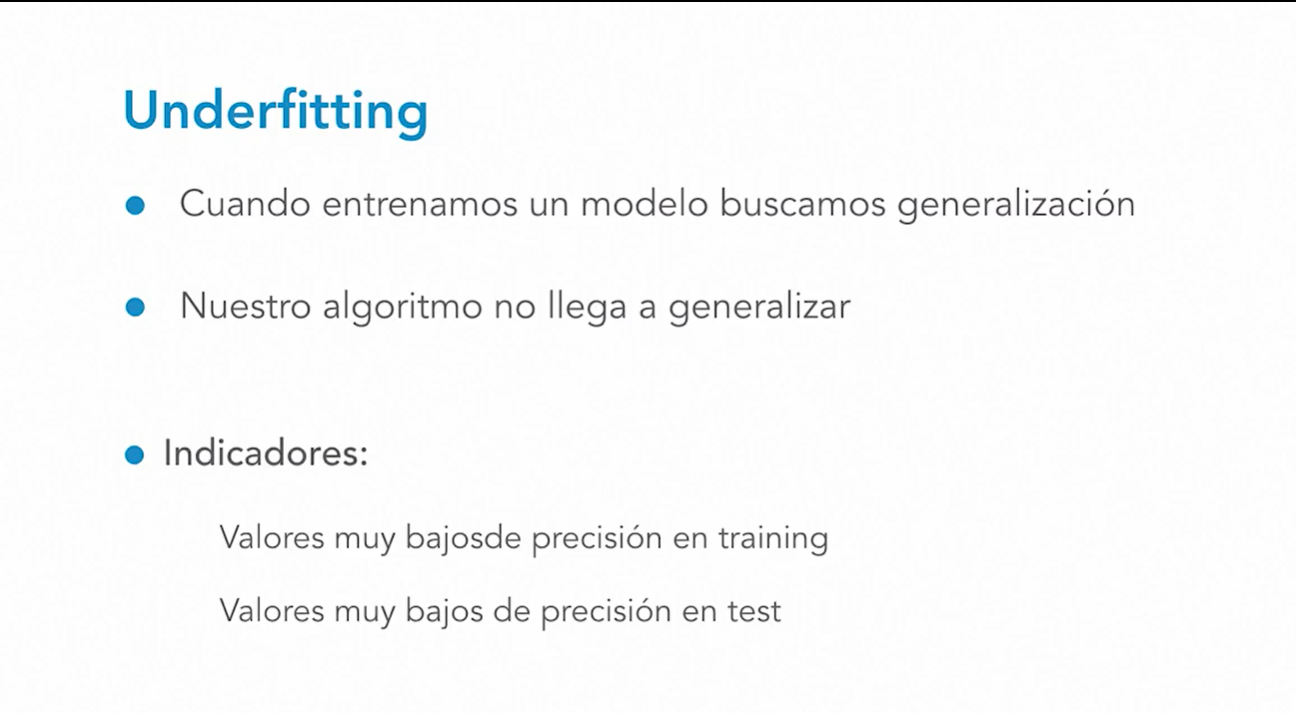 Underfitting
Cuando entrenamos un modelo buscamos generalización
Nuestro algoritmo no llega a generalizar
Indicadores:
Valores muy bajosde precisión en training
Valores muy bajos de precisión en test